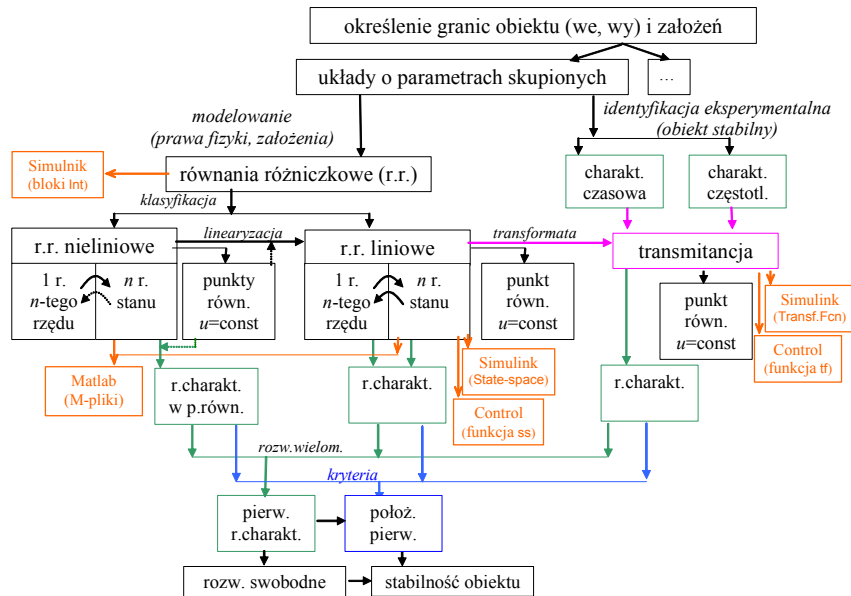 określenie granic obiektu (we, wy) i założeń
układy o parametrach skupionych
...
modelowanie
(prawa fizyki, założenia)
identyfikacja eksperymentalna
(obiekt stabilny)
Simulnik
(bloki Int)
równania różniczkowe (r.r.)
charakt.
czasowa
charakt.
częstotl.
klasyfikacja
r.r. nieliniowe
linearyzacja
r.r. liniowe
transformata
transmitancja
1 r.
n-tego
rzędu
n r.
stanu
punkty
równ.
u=const
1 r.
n-tego
rzędu
n r.
stanu
punkt
równ.
u=const
punkt
równ.
u=const
Simulink
(Transf.Fcn)
Control
(funkcja tf)
Matlab
(M-pliki)
r.charakt.
w p.równ.
r.charakt.
Simulink
(State-space)
Control
(funkcja ss)
r.charakt.
rozw.wielom.
kryteria
pierw.
r.charakt.
położ.
pierw.
rozw. swobodne
stabilność obiektu